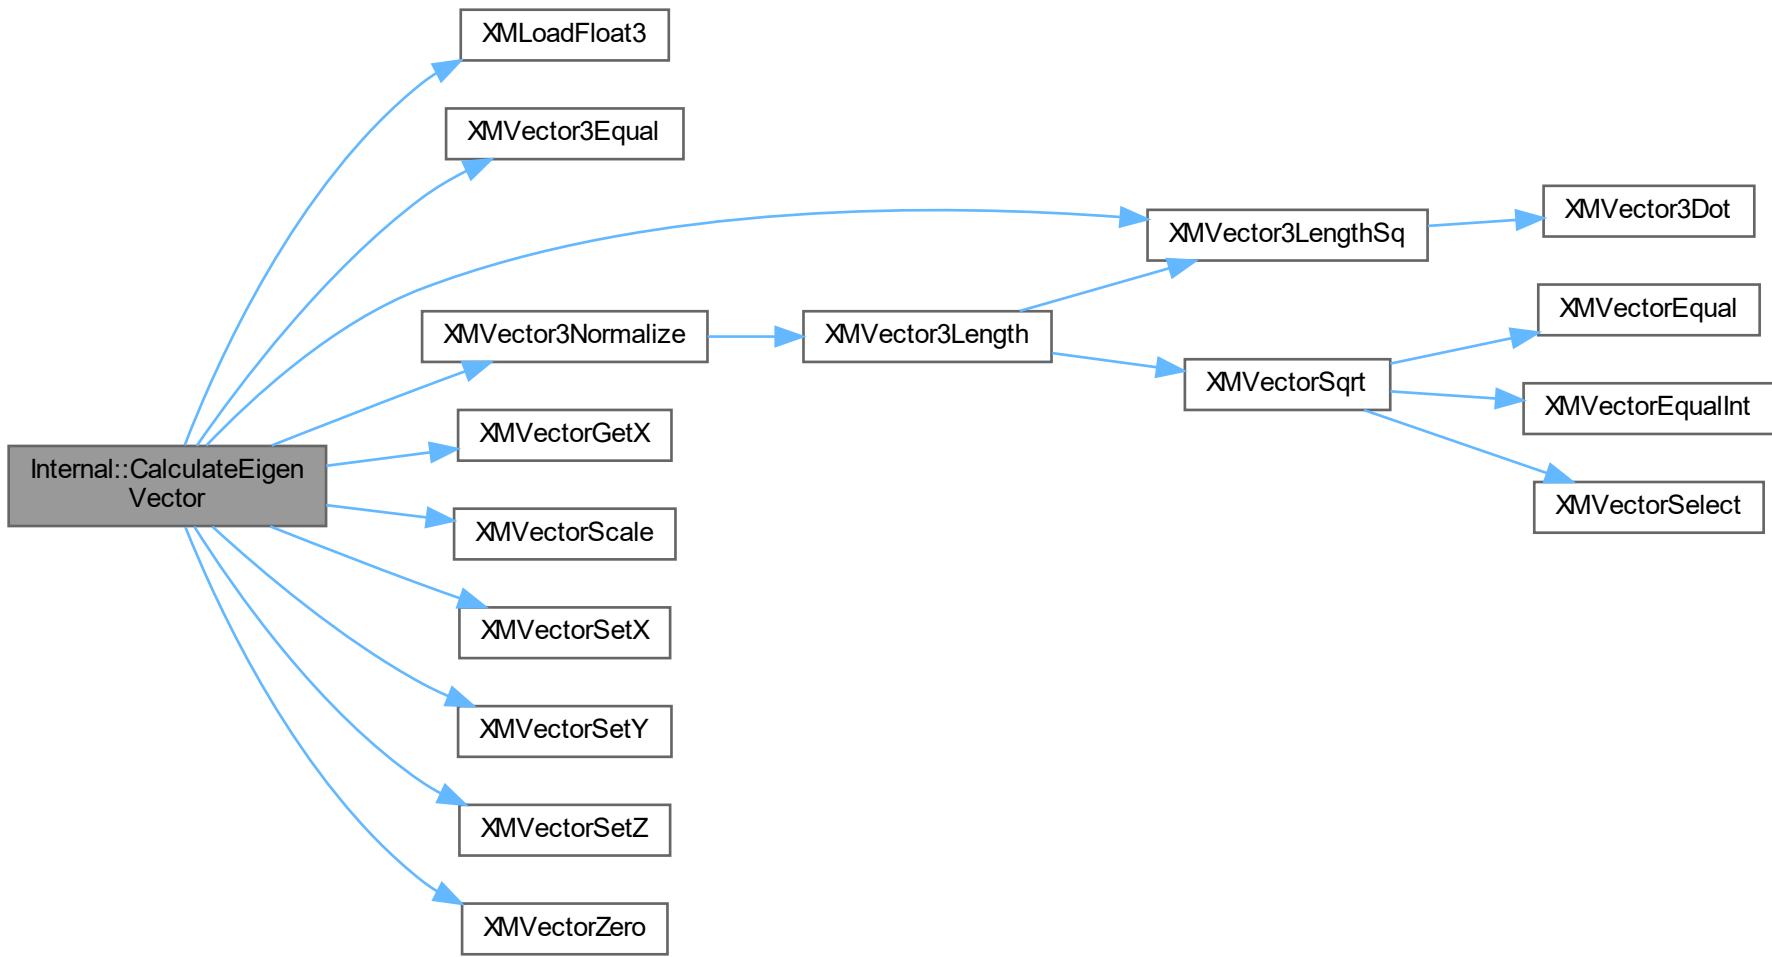 XMLoadFloat3
XMVector3Equal
XMVector3Dot
XMVector3LengthSq
XMVectorEqual
XMVector3Normalize
XMVector3Length
XMVectorSqrt
XMVectorEqualInt
XMVectorGetX
Internal::CalculateEigen
Vector
XMVectorSelect
XMVectorScale
XMVectorSetX
XMVectorSetY
XMVectorSetZ
XMVectorZero